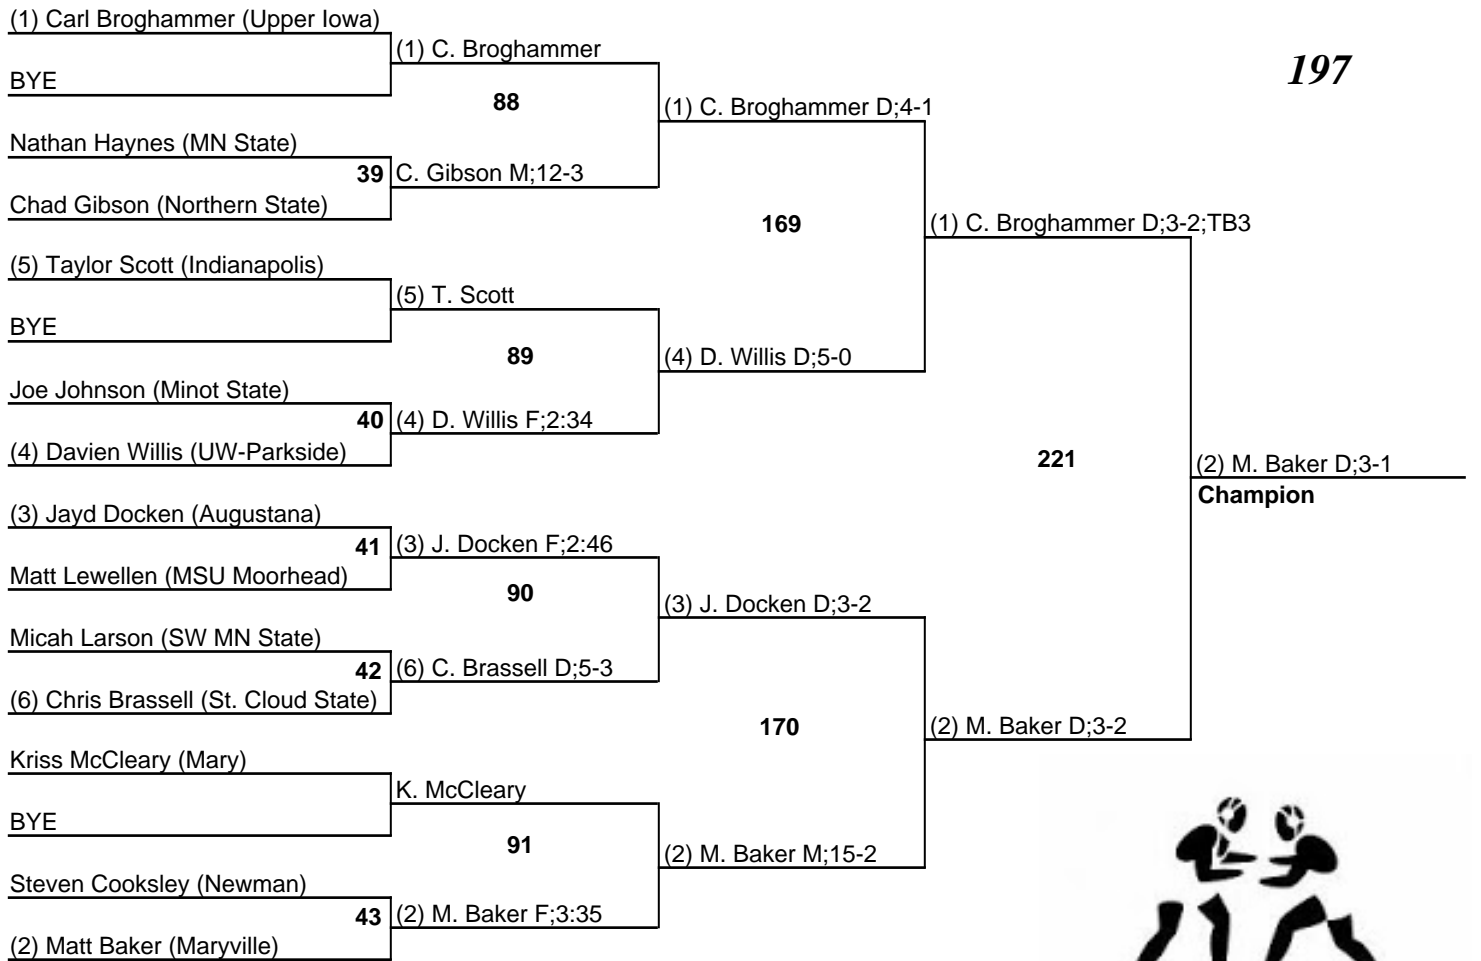 (1) Carl Broghammer (Upper Iowa)
(1) C. Broghammer
BYE
88
(1) C. Broghammer D;4-1
197
Nathan Haynes (MN State)
39
C. Gibson M;12-3
Chad Gibson (Northern State)
169
(1) C. Broghammer D;3-2;TB3
(5) Taylor Scott (Indianapolis)
(5) T. Scott
BYE
89
(4) D. Willis D;5-0
Joe Johnson (Minot State)
40
(4) D. Willis F;2:34
(4) Davien Willis (UW-Parkside)
221
(2) M. Baker D;3-1
Champion
(3) Jayd Docken (Augustana)
41
(3) J. Docken F;2:46
Matt Lewellen (MSU Moorhead)
90
(3) J. Docken D;3-2
Micah Larson (SW MN State)
42
(6) C. Brassell D;5-3
(6) Chris Brassell (St. Cloud State)
170
(2) M. Baker D;3-2
Kriss McCleary (Mary)
K. McCleary
BYE
91
(2) M. Baker M;15-2
Steven Cooksley (Newman)
43
(2) M. Baker F;3:35
(2) Matt Baker (Maryville)